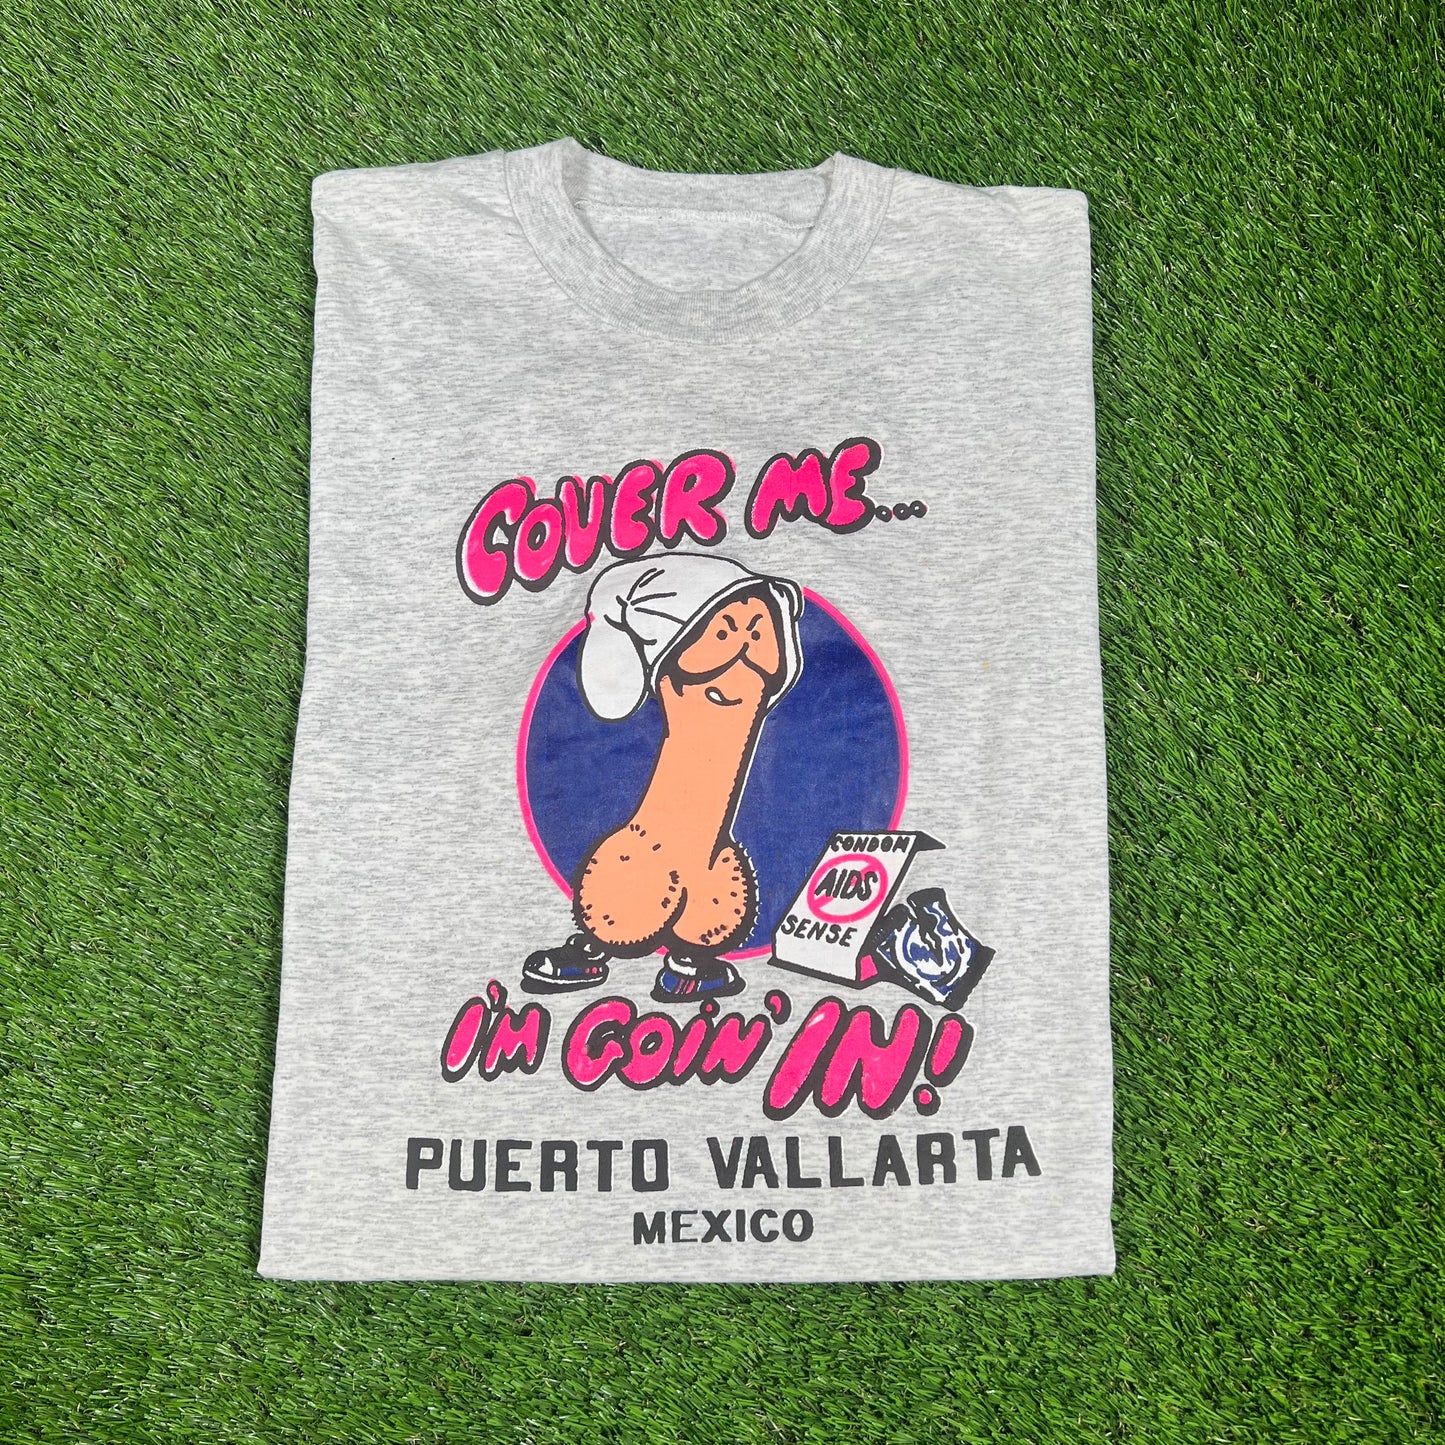 COVER ME...
CONDOM
AIDS
SENSE
I'M GOIN' IN!
PUERTO VALLARTA
MEXICO